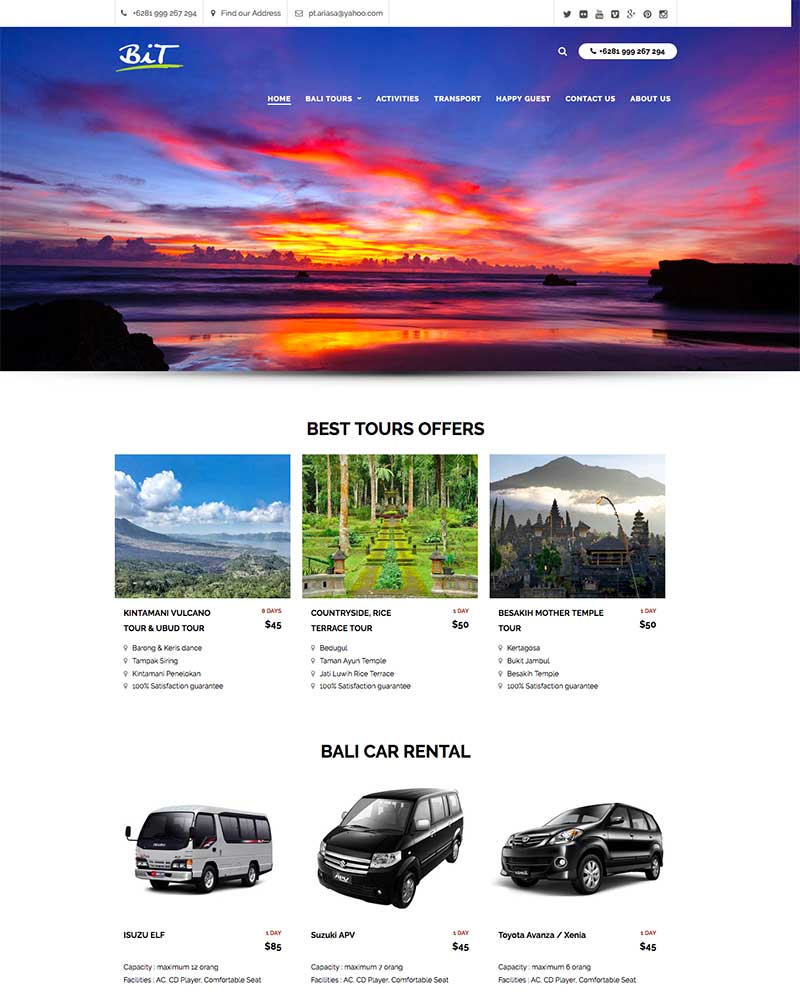 +6281 999 267 294
Find our Address
pt.ariasa@yahoo.com
BiT
+6281 999 267 294
HOME BALI TOURS ACTIVITIES TRANSPORT HAPPY GUEST CONTACT US ABOUT US
BEST TOURS OFFERS
KINTAMANI VULCANO
TOUR & UBUD TOUR
8 DAYS
$45
Barong & Keris dance
Tampak Siring
Kintamani Penelokan
100% Satisfaction guarantee
COUNTRYSIDE, RICE
TERRACE TOUR
1 DAY
$50
Bedugul
Taman Ayun Temple
Jati Luwih Rice Terrace
100% Satisfaction guarantee
BESAKIH MOTHER TEMPLE
TOUR
1 DAY
$50
Kertagosa
Bukit Jambul
Besakih Temple
100% Satisfaction guarantee
BALI CAR RENTAL
ISUZU ELF
1 DAY
$85
Capacity : maximum 12 orang
Facilities : AC. CD Player, Comfortable Seat
APV
Suzuki APV
1 DAY
$45
Capacity : maximum 7 orang
Facilities : AC. CD Player, Comfortable Seat
Toyota Avanza / Xenia
1 DAY
$45
Capacity : maximum 6 orang
Facilities : AC. CD Player, Comfortable Seat